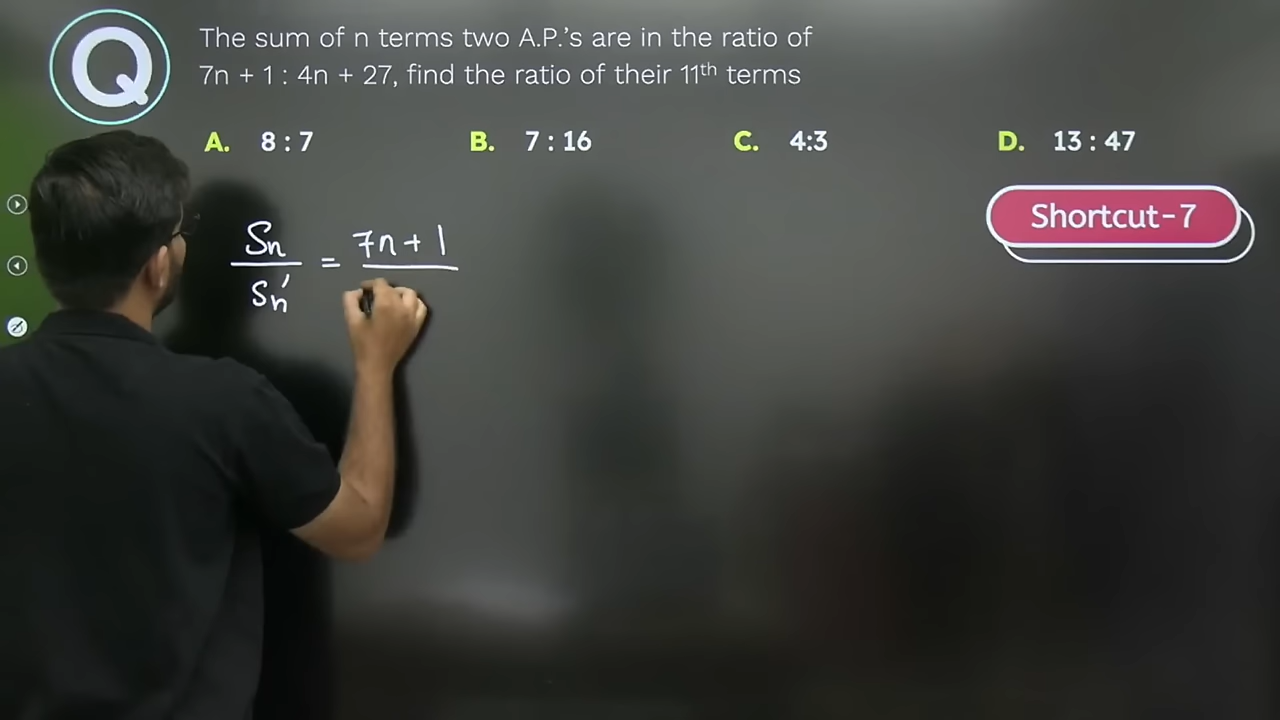 Q
The sum of n terms two A.P.'s are in the ratio of
7n + 1 : 4n + 27, find the ratio of their 11th terms
A. 8 : 7 B. 7 : 16 C. 4:3 D. 13 : 47
Shortcut-7
Sn / Sn' = 7n + 1